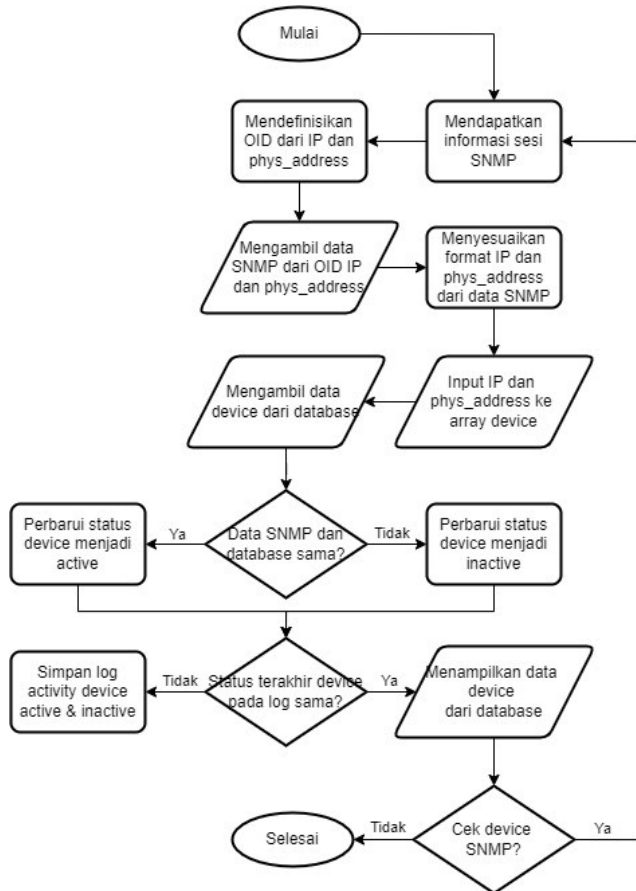 Mulai
Mendapatkan
informasi sesi
SNMP
Mendefinisikan
OID dari IP dan
phys_address
Mengambil data
SNMP dari OID IP
dan phys_address
Menyesuaikan
format IP dan
phys_address
dari data SNMP
Input IP dan
phys_address ke
array device
Mengambil data
device dari database
Data SNMP dan
database sama?
Ya
Perbarui status
device menjadi
active
Tidak
Perbarui status
device menjadi
inactive
Status terakhir device
pada log sama?
Tidak
Simpan log
activity device
active & inactive
Ya
Menampilkan data
device
dari database
Cek device
SNMP?
Ya
Tidak
Selesai